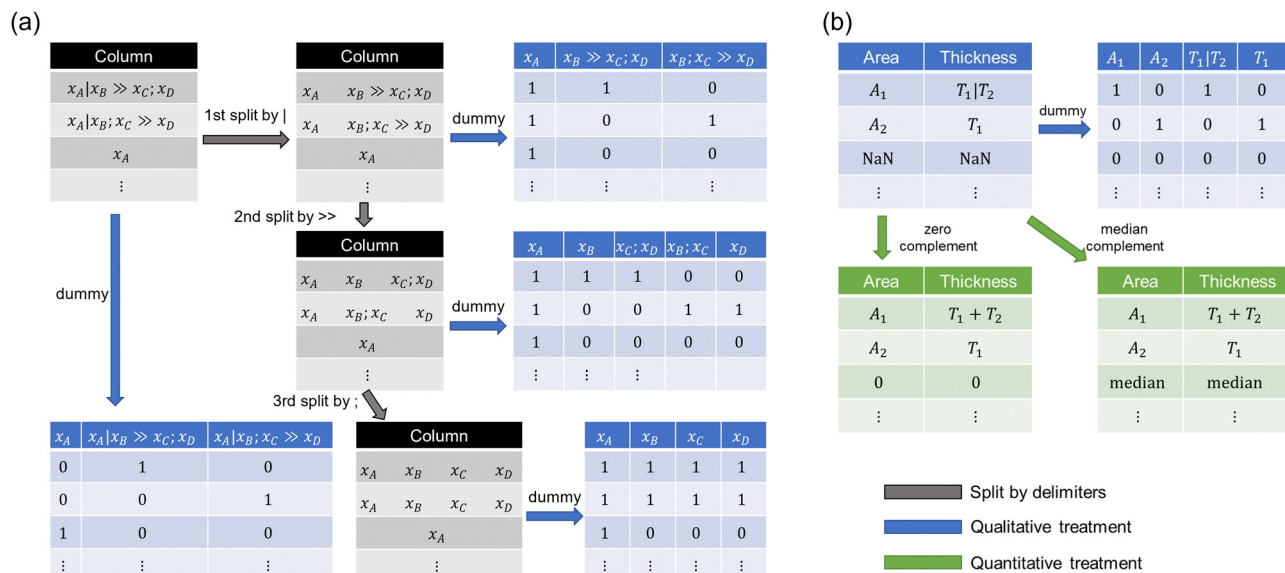 (a)
Column
x_A|x_B ≫ x_C; x_D
x_A|x_B; x_C ≫ x_D
x_A
⋮
1st split by |
Column
x_A x_B ≫ x_C; x_D
x_A x_B; x_C ≫ x_D
x_A
⋮
dummy
x_A x_B ≫ x_C; x_D x_B; x_C ≫ x_D
1 1 0
1 0 1
1 0 0
⋮ ⋮ ⋮
2nd split by >>
Column
x_A x_B x_C; x_D
x_A x_B; x_C x_D
x_A
⋮
dummy
x_A x_B x_C; x_D x_B; x_C x_D
1 1 1 0 0
1 0 0 1 1
1 0 0 0 0
⋮ ⋮ ⋮
dummy
x_A x_A|x_B ≫ x_C; x_D x_A|x_B; x_C ≫ x_D
0 1 0
0 0 1
1 0 0
⋮ ⋮ ⋮
3rd split by ;
Column
x_A x_B x_C x_D
x_A x_B x_C x_D
x_A
⋮
dummy
x_A x_B x_C x_D
1 1 1 1
1 1 1 1
1 0 0 0
⋮ ⋮ ⋮ ⋮
(b)
Area Thickness
A_1 T_1|T_2
A_2 T_1
NaN NaN
⋮ ⋮
dummy
A_1 A_2 T_1|T_2 T_1
1 0 1 0
0 1 0 1
0 0 0 0
⋮ ⋮ ⋮ ⋮
zero
complement
median
complement
Area Thickness
A_1 T_1 + T_2
A_2 T_1
0 0
⋮ ⋮
Area Thickness
A_1 T_1 + T_2
A_2 T_1
median median
⋮ ⋮
Split by delimiters
Qualitative treatment
Quantitative treatment